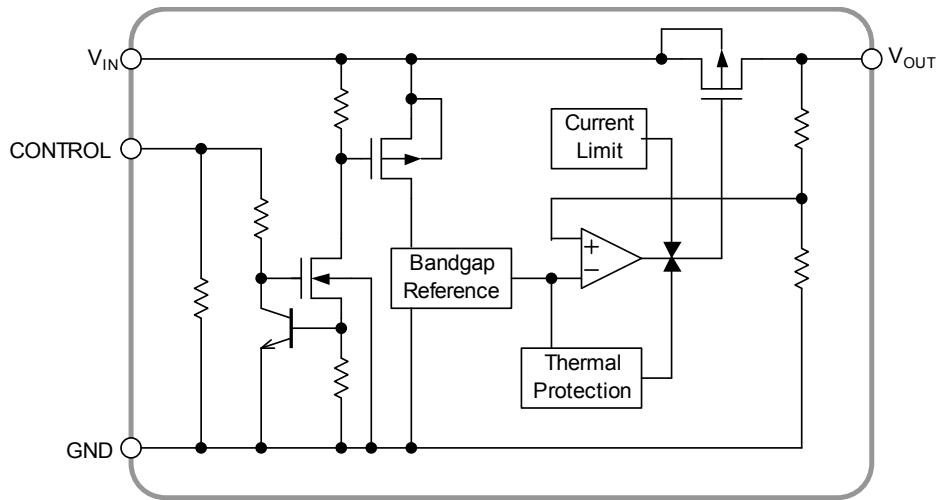 V_IN
V_OUT
CONTROL
Current
Limit
+
−
Bandgap
Reference
Thermal
Protection
GND